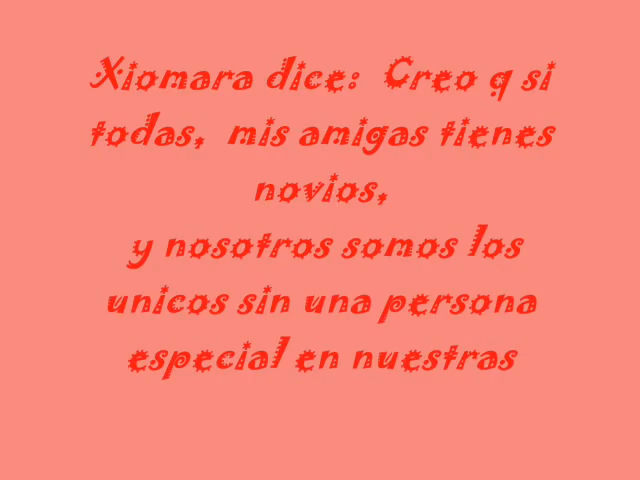 Xiomara dice:  Creo q si
todas,  mis amigas tienes
novios,
y nosotros somos los
unicos sin una persona
especial en nuestras